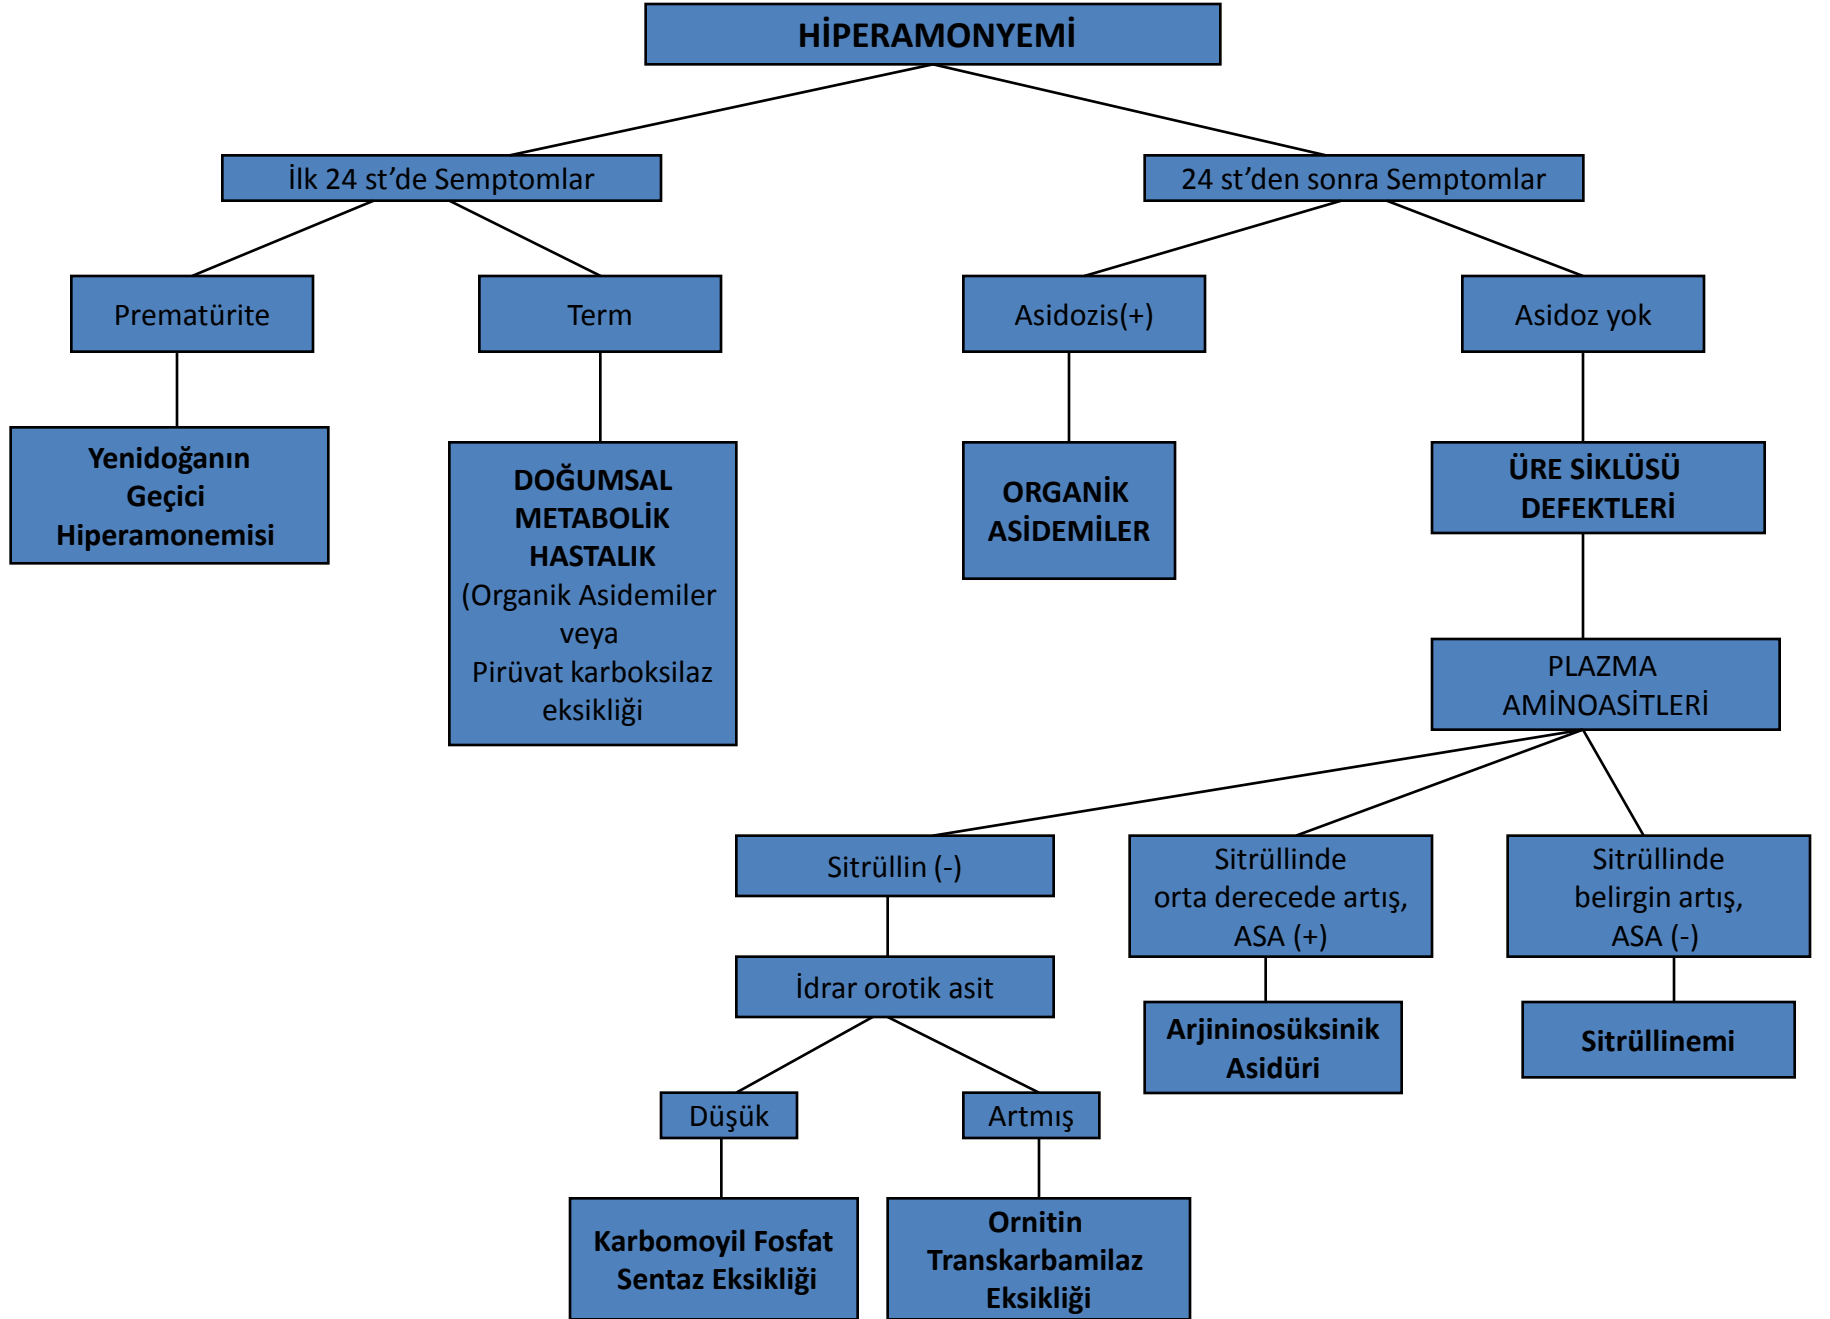 HİPERAMONYEMİ
İlk 24 st’de Semptomlar
24 st’den sonra Semptomlar
Prematürite
Term
Asidozis(+)
Asidoz yok
Yenidoğanın
Geçici
Hiperamonemisi
DOĞUMSAL
METABOLİK
HASTALIK
(Organik Asidemiler
veya
Pirüvat karboksilaz
eksikliği
ORGANİK
ASİDEMİLER
ÜRE SİKLÜSÜ
DEFEKTLERİ
PLAZMA
AMİNOASİTLERİ
Sitrüllin (-)
Sitrüllinde
orta derecede artış,
ASA (+)
Sitrüllinde
belirgin artış,
ASA (-)
İdrar orotik asit
Arjininosüksinik
Asidüri
Sitrüllinemi
Düşük
Artmış
Karbomoyil Fosfat
Sentaz Eksikliği
Ornitin
Transkarbamilaz
Eksikliği